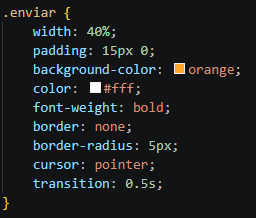 .enviar {
width: 40%;
padding: 15px 0;
background-color: orange;
color: #fff;
font-weight: bold;
border: none;
border-radius: 5px;
cursor: pointer;
transition: 0.5s;
}